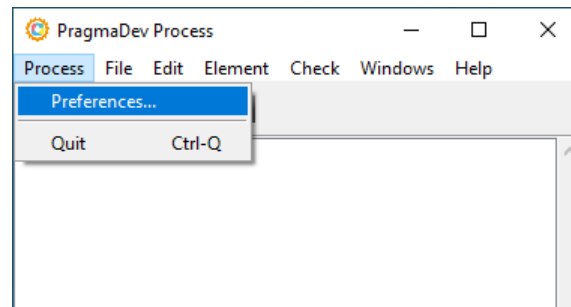 PragmaDev Process
Process File Edit Element Check Windows Help
Preferences...
Quit Ctrl-Q